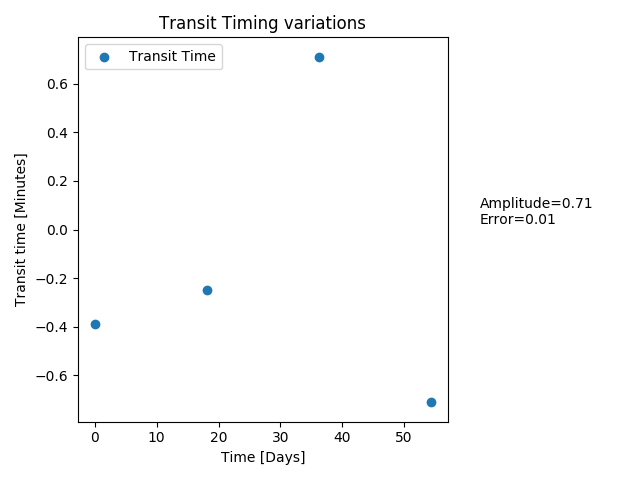 Transit Timing variations
Transit Time
Transit time [Minutes]
0.6
0.4
0.2
0.0
−0.2
−0.4
−0.6
0
10
20
30
40
50
Time [Days]
Amplitude=0.71
Error=0.01